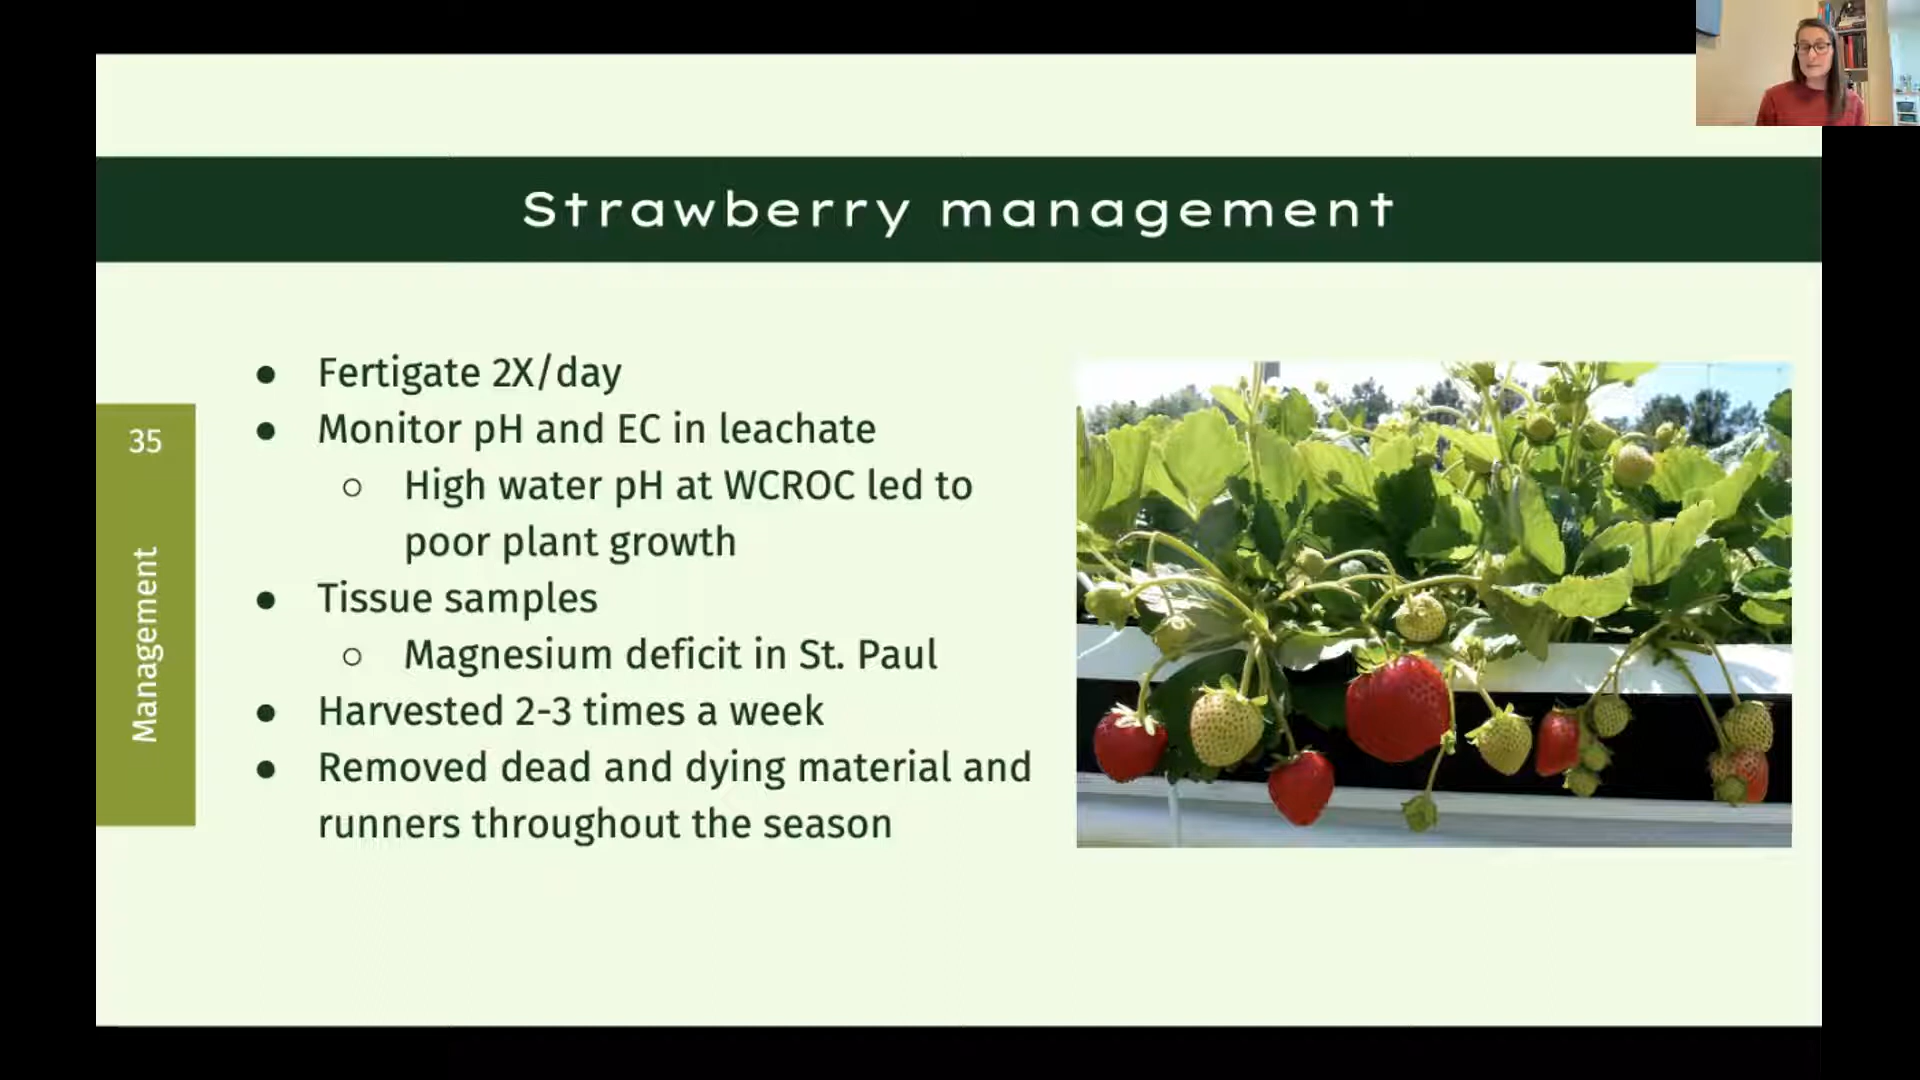 Strawberry management
35
Management
● Fertigate 2X/day
● Monitor pH and EC in leachate
○ High water pH at WCROC led to
poor plant growth
● Tissue samples
○ Magnesium deficit in St. Paul
● Harvested 2-3 times a week
● Removed dead and dying material and
runners throughout the season